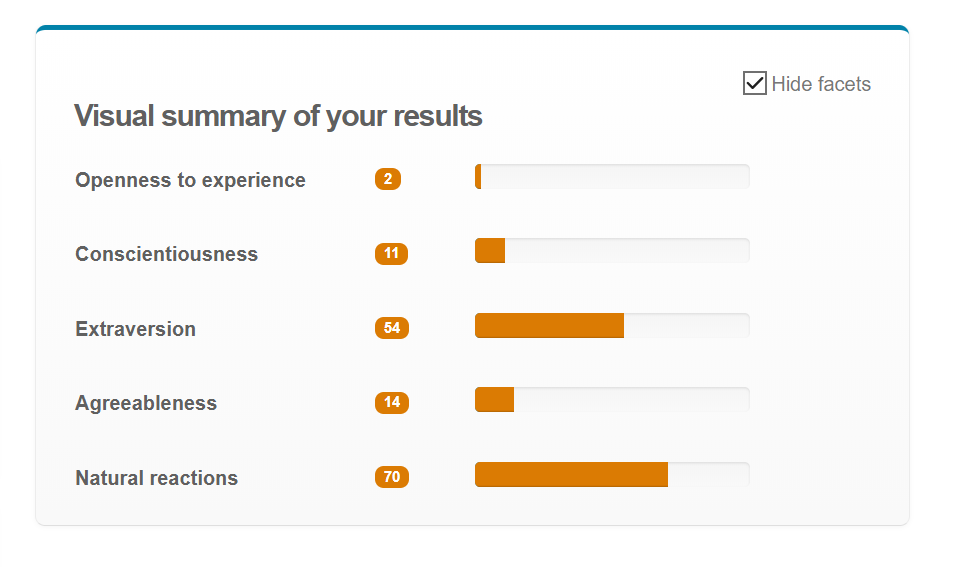 Hide facets
Visual summary of your results
Openness to experience 2
Conscientiousness 11
Extraversion 54
Agreeableness 14
Natural reactions 70